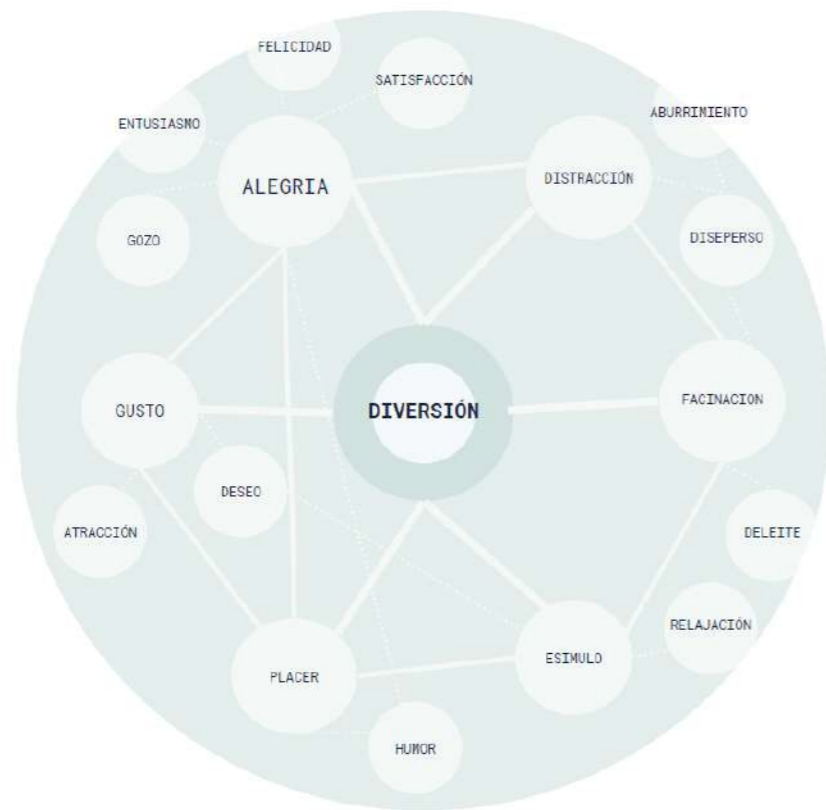 FELICIDAD
SATISFACCIÓN
ENTUSIASMO
ABURRIMIENTO
ALEGRIA
DISTRACCIÓN
GOZO
DISEPERSO
GUSTO
DIVERSIÓN
FACINACION
DESEO
ATRACCIÓN
DELEITE
RELAJACIÓN
PLACER
ESIMULO
HUMOR